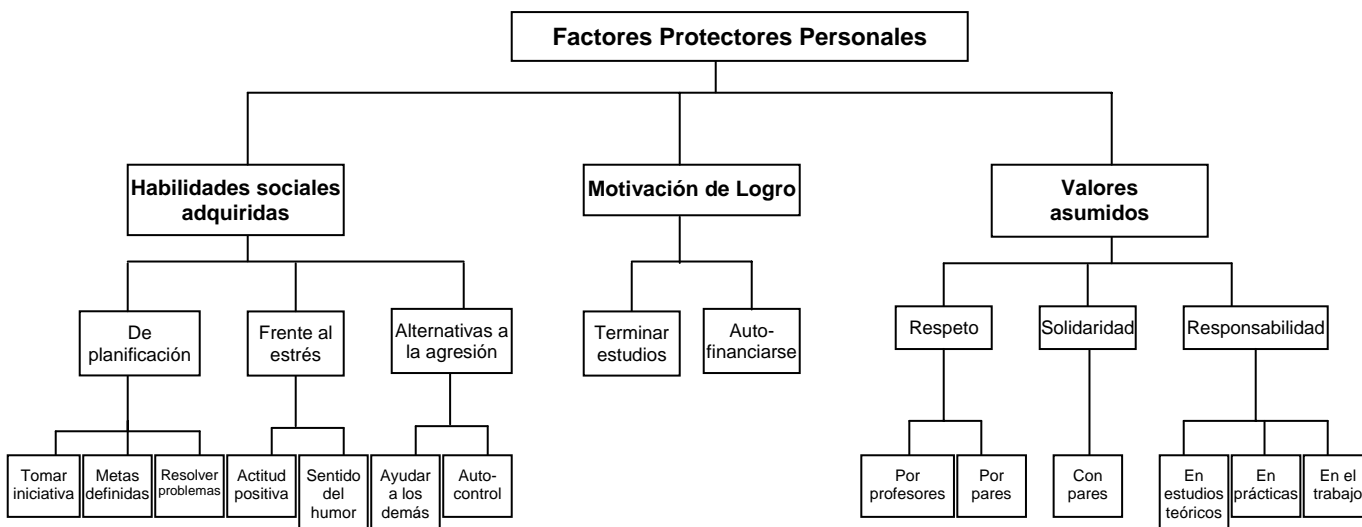 Factores Protectores Personales
Habilidades sociales
adquiridas
Motivación de Logro
Valores
asumidos
De
planificación
Frente al
estrés
Alternativas a
la agresión
Terminar
estudios
Auto-
financiarse
Respeto
Solidaridad
Responsabilidad
Tomar
iniciativa
Metas
definidas
Resolver
problemas
Actitud
positiva
Sentido
del
humor
Ayudar
a los
demás
Auto-
control
Por
profesores
Por
pares
Con
pares
En
estudios
teóricos
En
prácticas
En el
trabajo